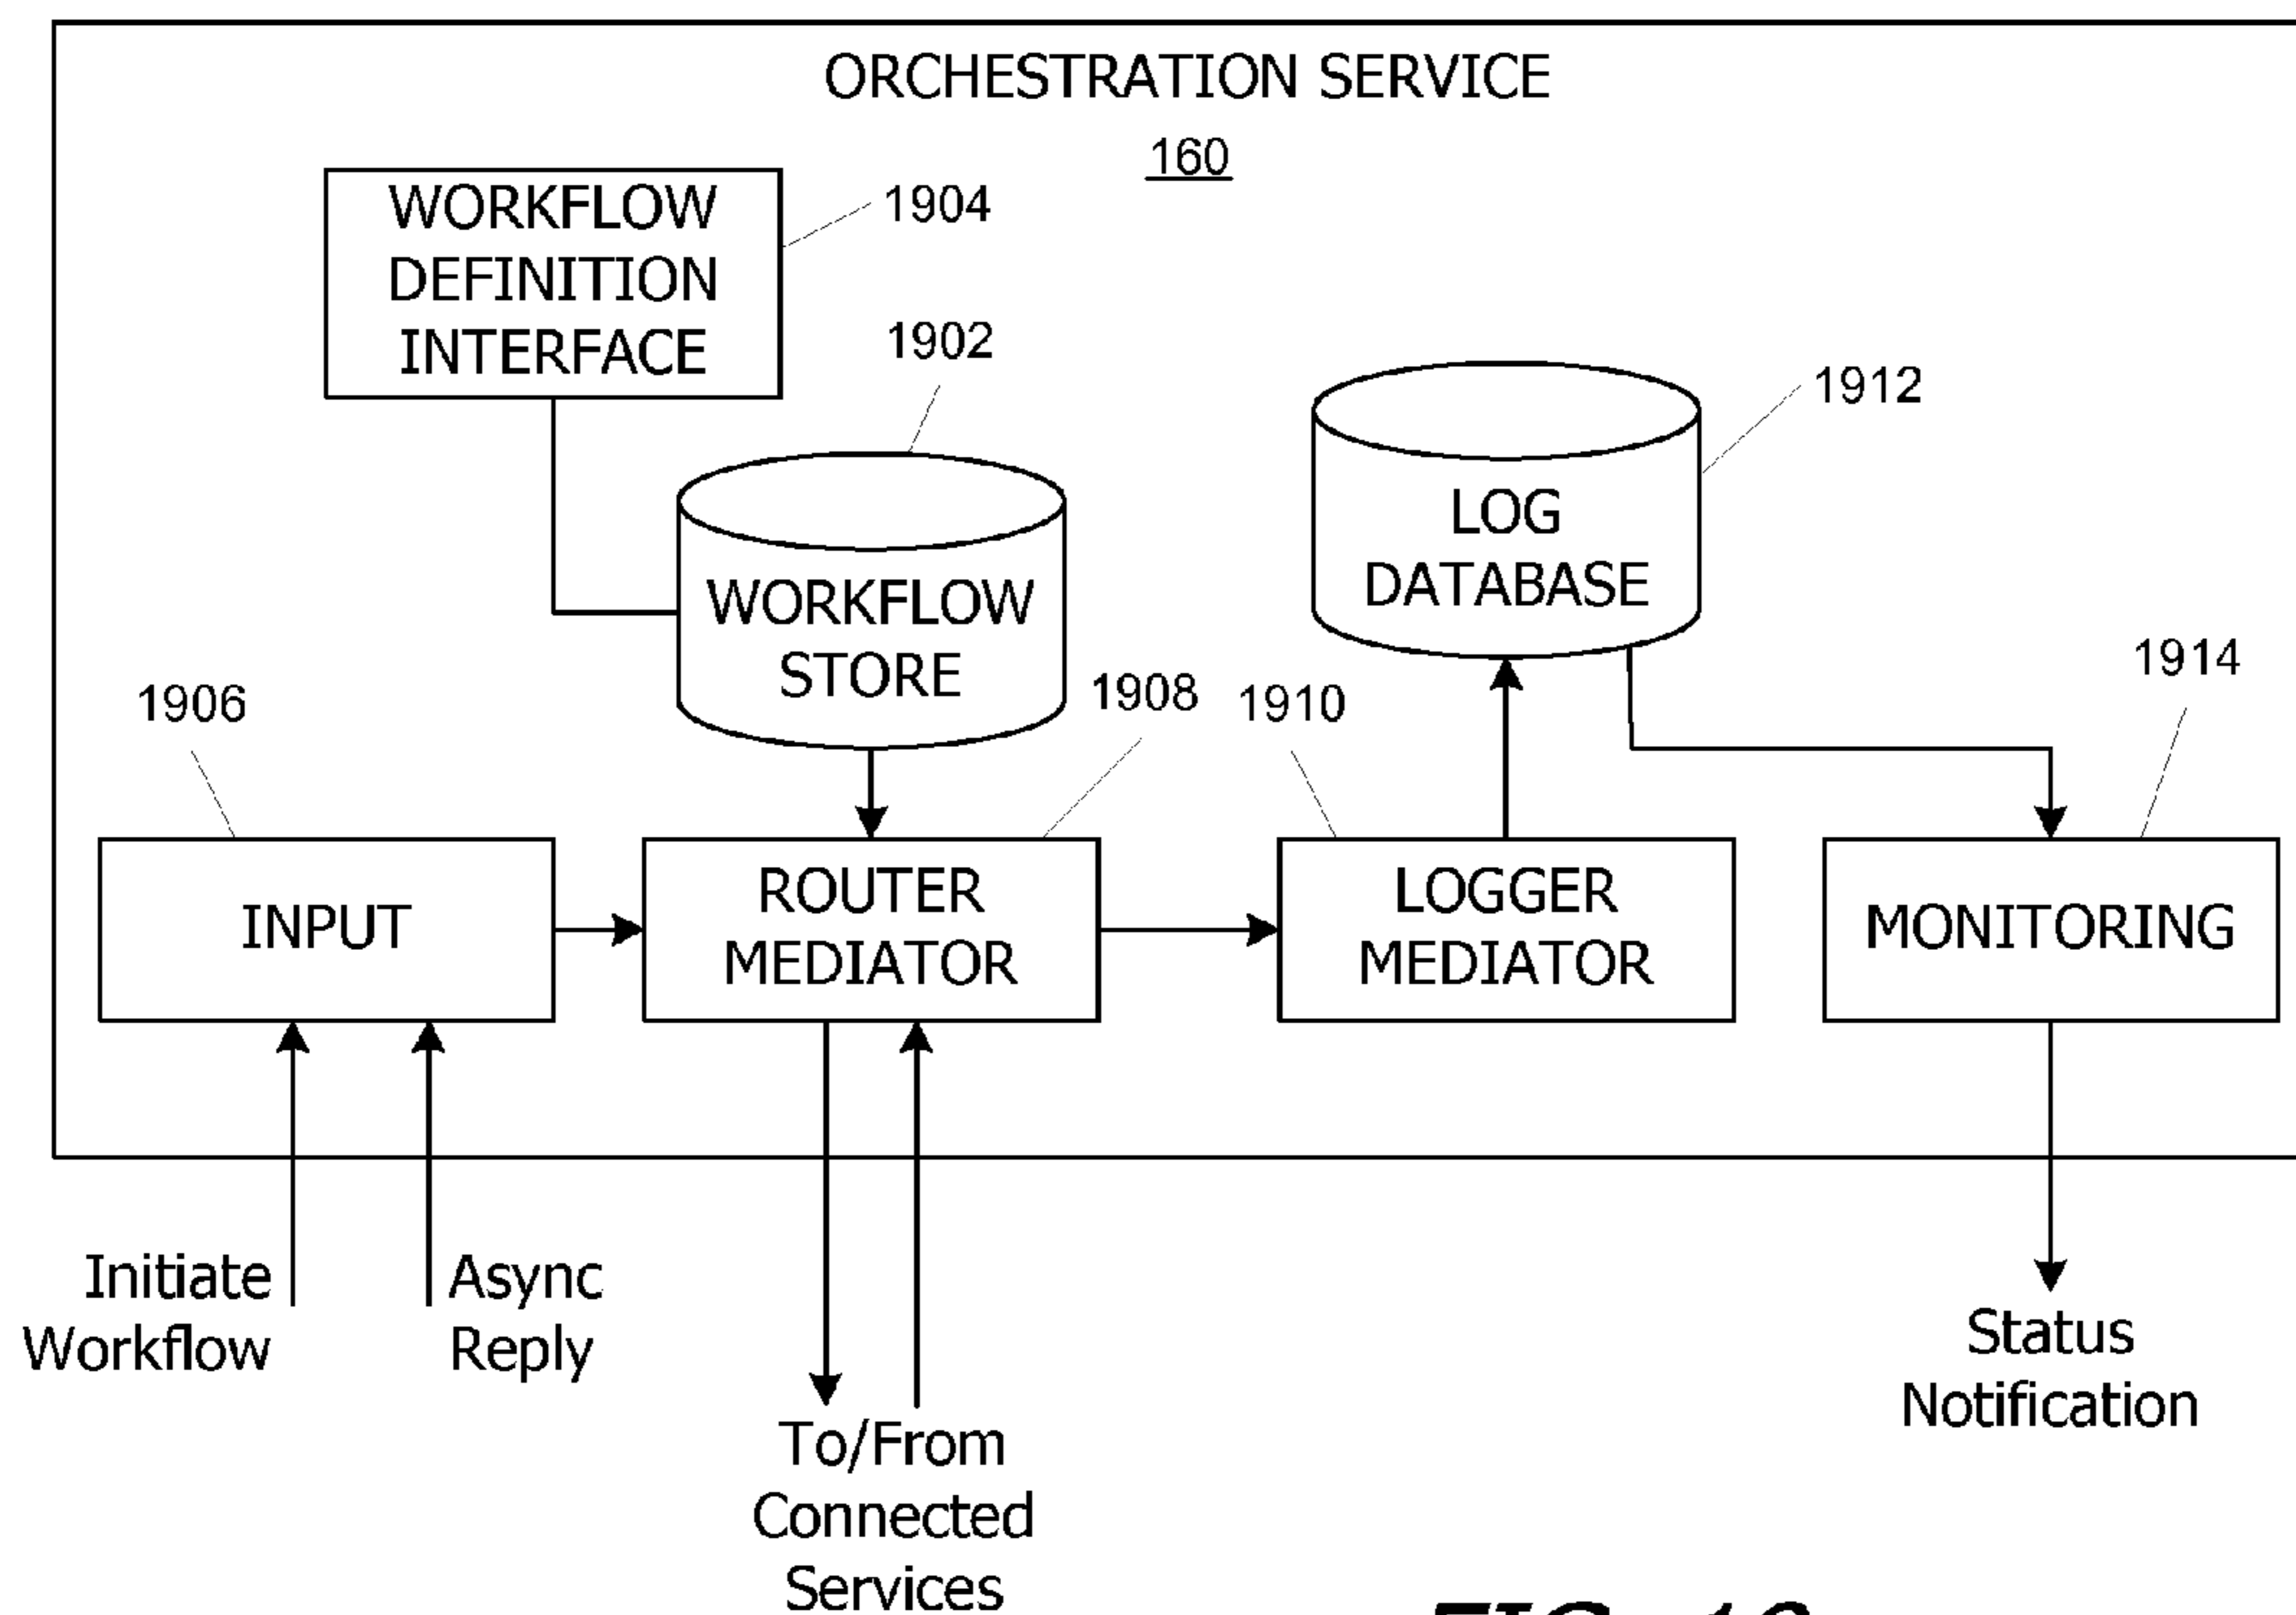 ORCHESTRATION SERVICE
160
WORKFLOW
DEFINITION
INTERFACE
1904
1902
WORKFLOW
STORE
1912
LOG
DATABASE
1906
1908
1910
1914
INPUT
ROUTER
MEDIATOR
LOGGER
MEDIATOR
MONITORING
Initiate
Workflow
Async
Reply
To/From
Connected
Services
Status
Notification